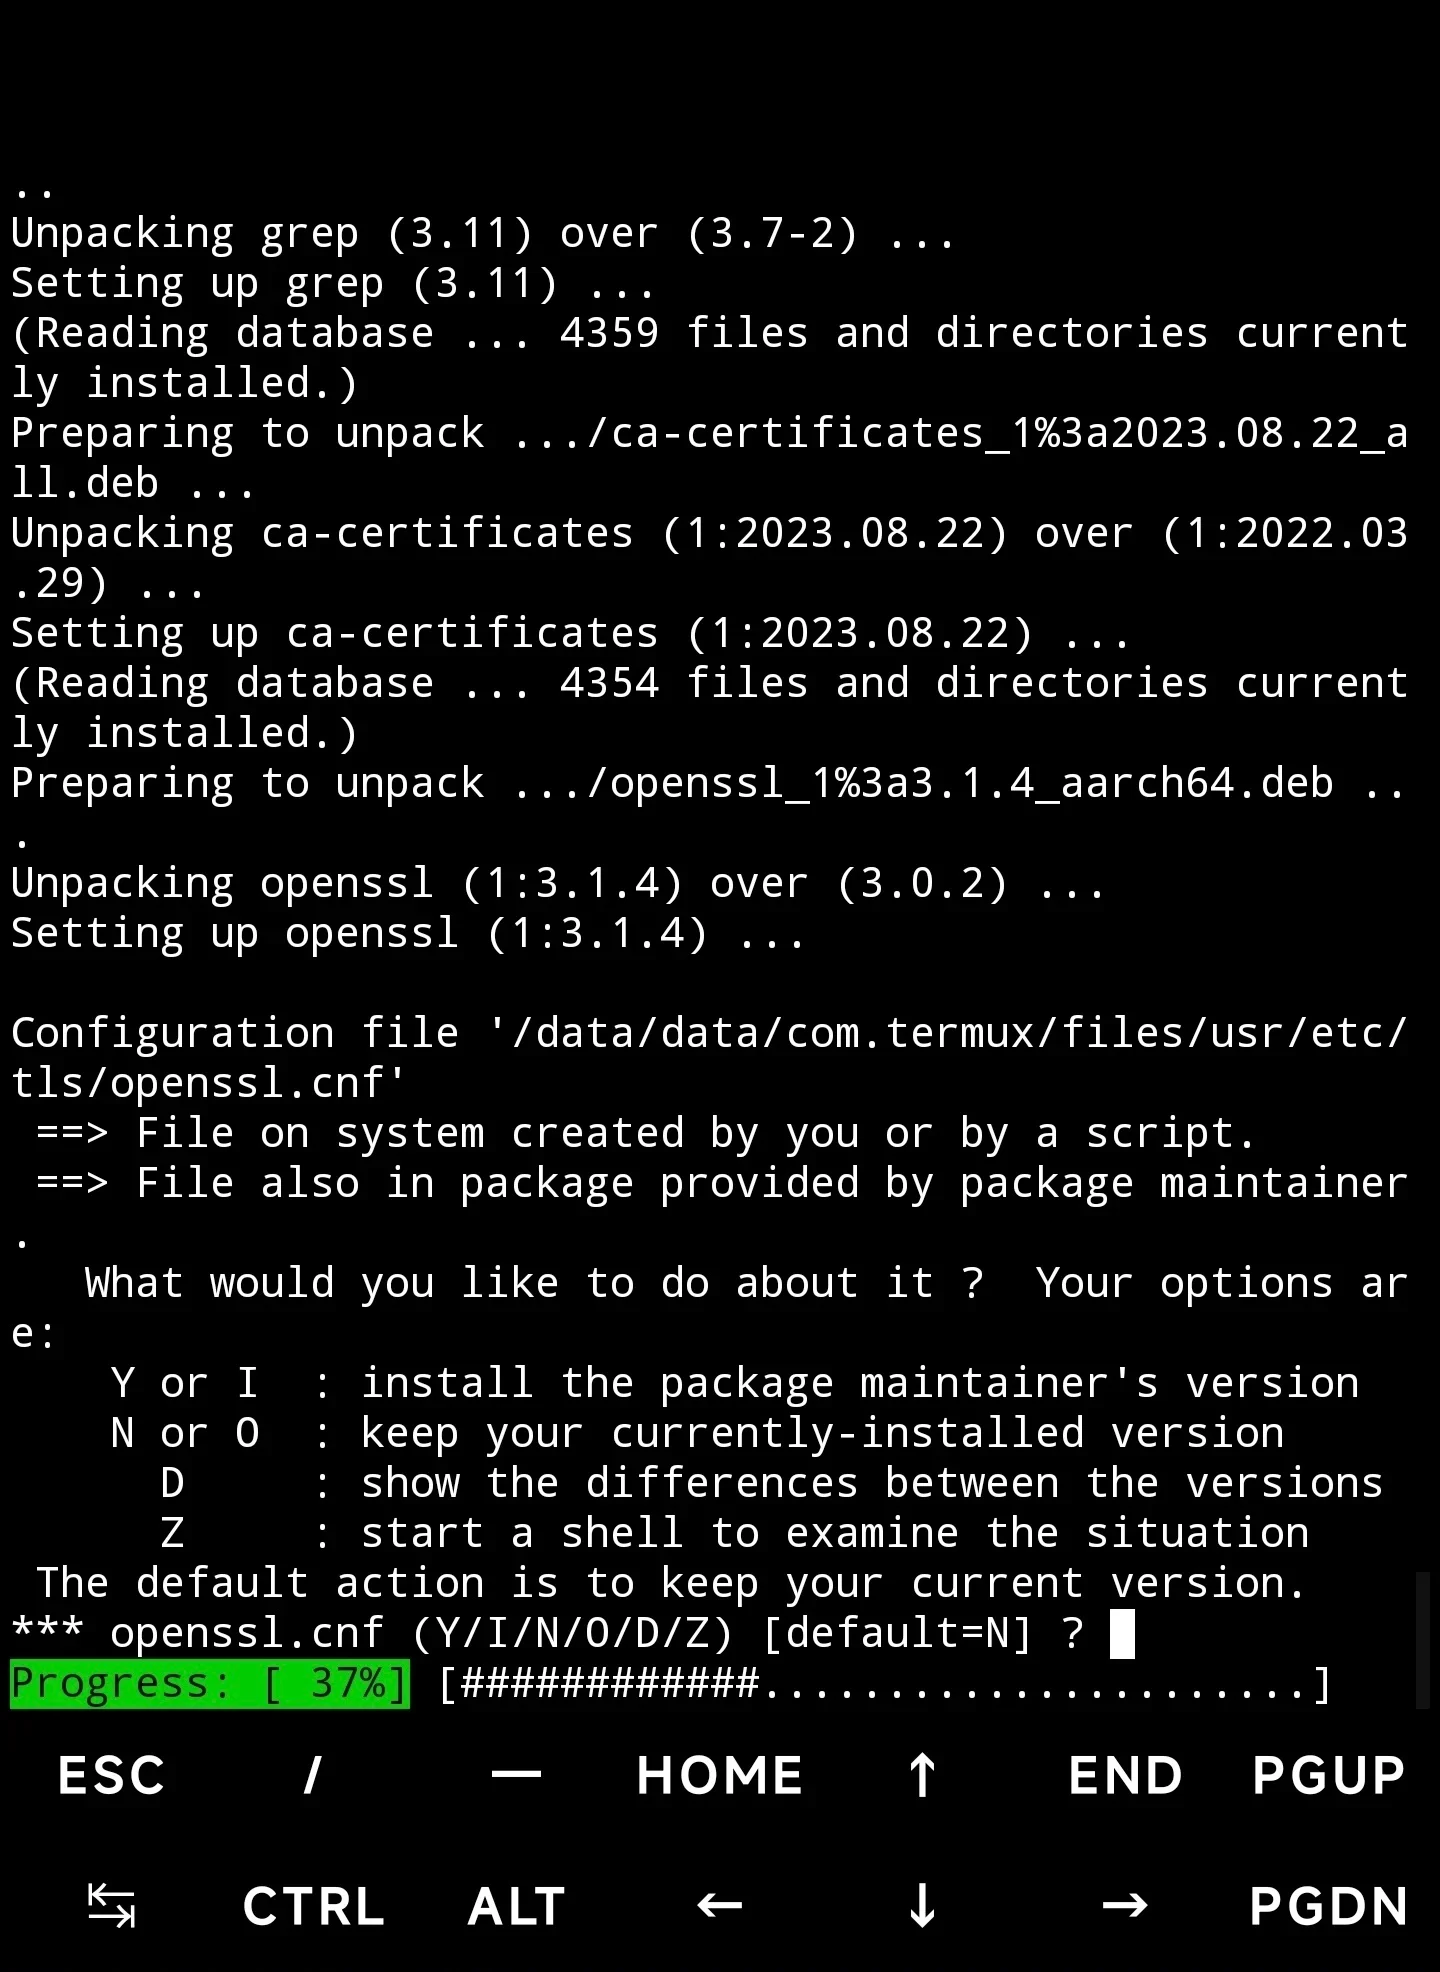 ..
Unpacking grep (3.11) over (3.7-2) ...
Setting up grep (3.11) ...
(Reading database ... 4359 files and directories current
ly installed.)
Preparing to unpack .../ca-certificates_1%3a2023.08.22_a
ll.deb ...
Unpacking ca-certificates (1:2023.08.22) over (1:2022.03
.29) ...
Setting up ca-certificates (1:2023.08.22) ...
(Reading database ... 4354 files and directories current
ly installed.)
Preparing to unpack .../openssl_1%3a3.1.4_aarch64.deb ..
.
Unpacking openssl (1:3.1.4) over (3.0.2) ...
Setting up openssl (1:3.1.4) ...

Configuration file '/data/data/com.termux/files/usr/etc/
tls/openssl.cnf'
 ==> File on system created by you or by a script.
 ==> File also in package provided by package maintainer
.
   What would you like to do about it ?  Your options ar
e:
    Y or I  : install the package maintainer's version
    N or O  : keep your currently-installed version
      D     : show the differences between the versions
      Z     : start a shell to examine the situation
 The default action is to keep your current version.
*** openssl.cnf (Y/I/N/O/D/Z) [default=N] ?
Progress: [ 37%] [############......................]
ESC / — HOME ↑ END PGUP
↹ CTRL ALT ← ↓ → PGDN